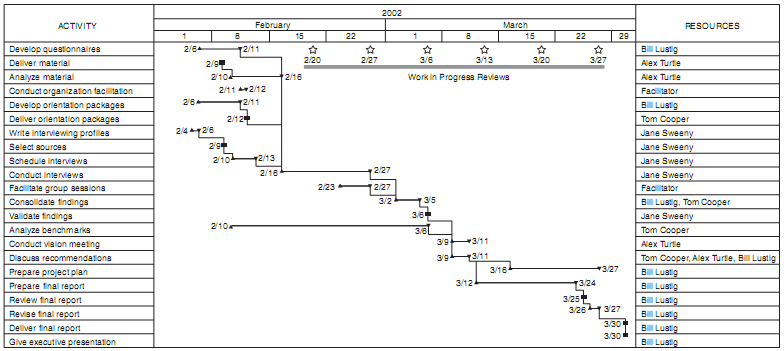 2002
ACTIVITY February March RESOURCES
1 8 15 22 1 8 15 22 29
Develop questionnaires 2/6 2/11 Bill Lustig
Deliver material 2/9 2/20 2/27 3/6 3/13 3/20 3/27 Alex Turtle
Analyze material 2/10 2/16 Work in Progress Reviews Alex Turtle
Conduct organization facilitation 2/11 2/12 Facilitator
Develop orientation packages 2/6 2/11 Bill Lustig
Deliver orientation packages 2/12 Tom Cooper
Write interviewing profiles 2/4 2/6 Jane Sweeny
Select sources 2/9 Jane Sweeny
Schedule interviews 2/10 2/13 Jane Sweeny
Conduct interviews 2/16 2/27 Jane Sweeny
Facilitate group sessions 2/23 2/27 Facilitator
Consolidate findings 3/2 3/5 Bill Lustig, Tom Cooper
Validate findings 3/6 Jane Sweeny
Analyze benchmarks 2/10 3/6 Tom Cooper
Conduct vision meeting 3/9 3/11 Alex Turtle
Discuss recommendations 3/9 3/11 Tom Cooper, Alex Turtle, Bill Lustig
Prepare project plan 3/16 3/27 Bill Lustig
Prepare final report 3/12 3/24 Bill Lustig
Review final report 3/25 Bill Lustig
Revise final report 3/26 3/27 Bill Lustig
Deliver final report 3/30 Bill Lustig
Give executive presentation 3/30 Bill Lustig